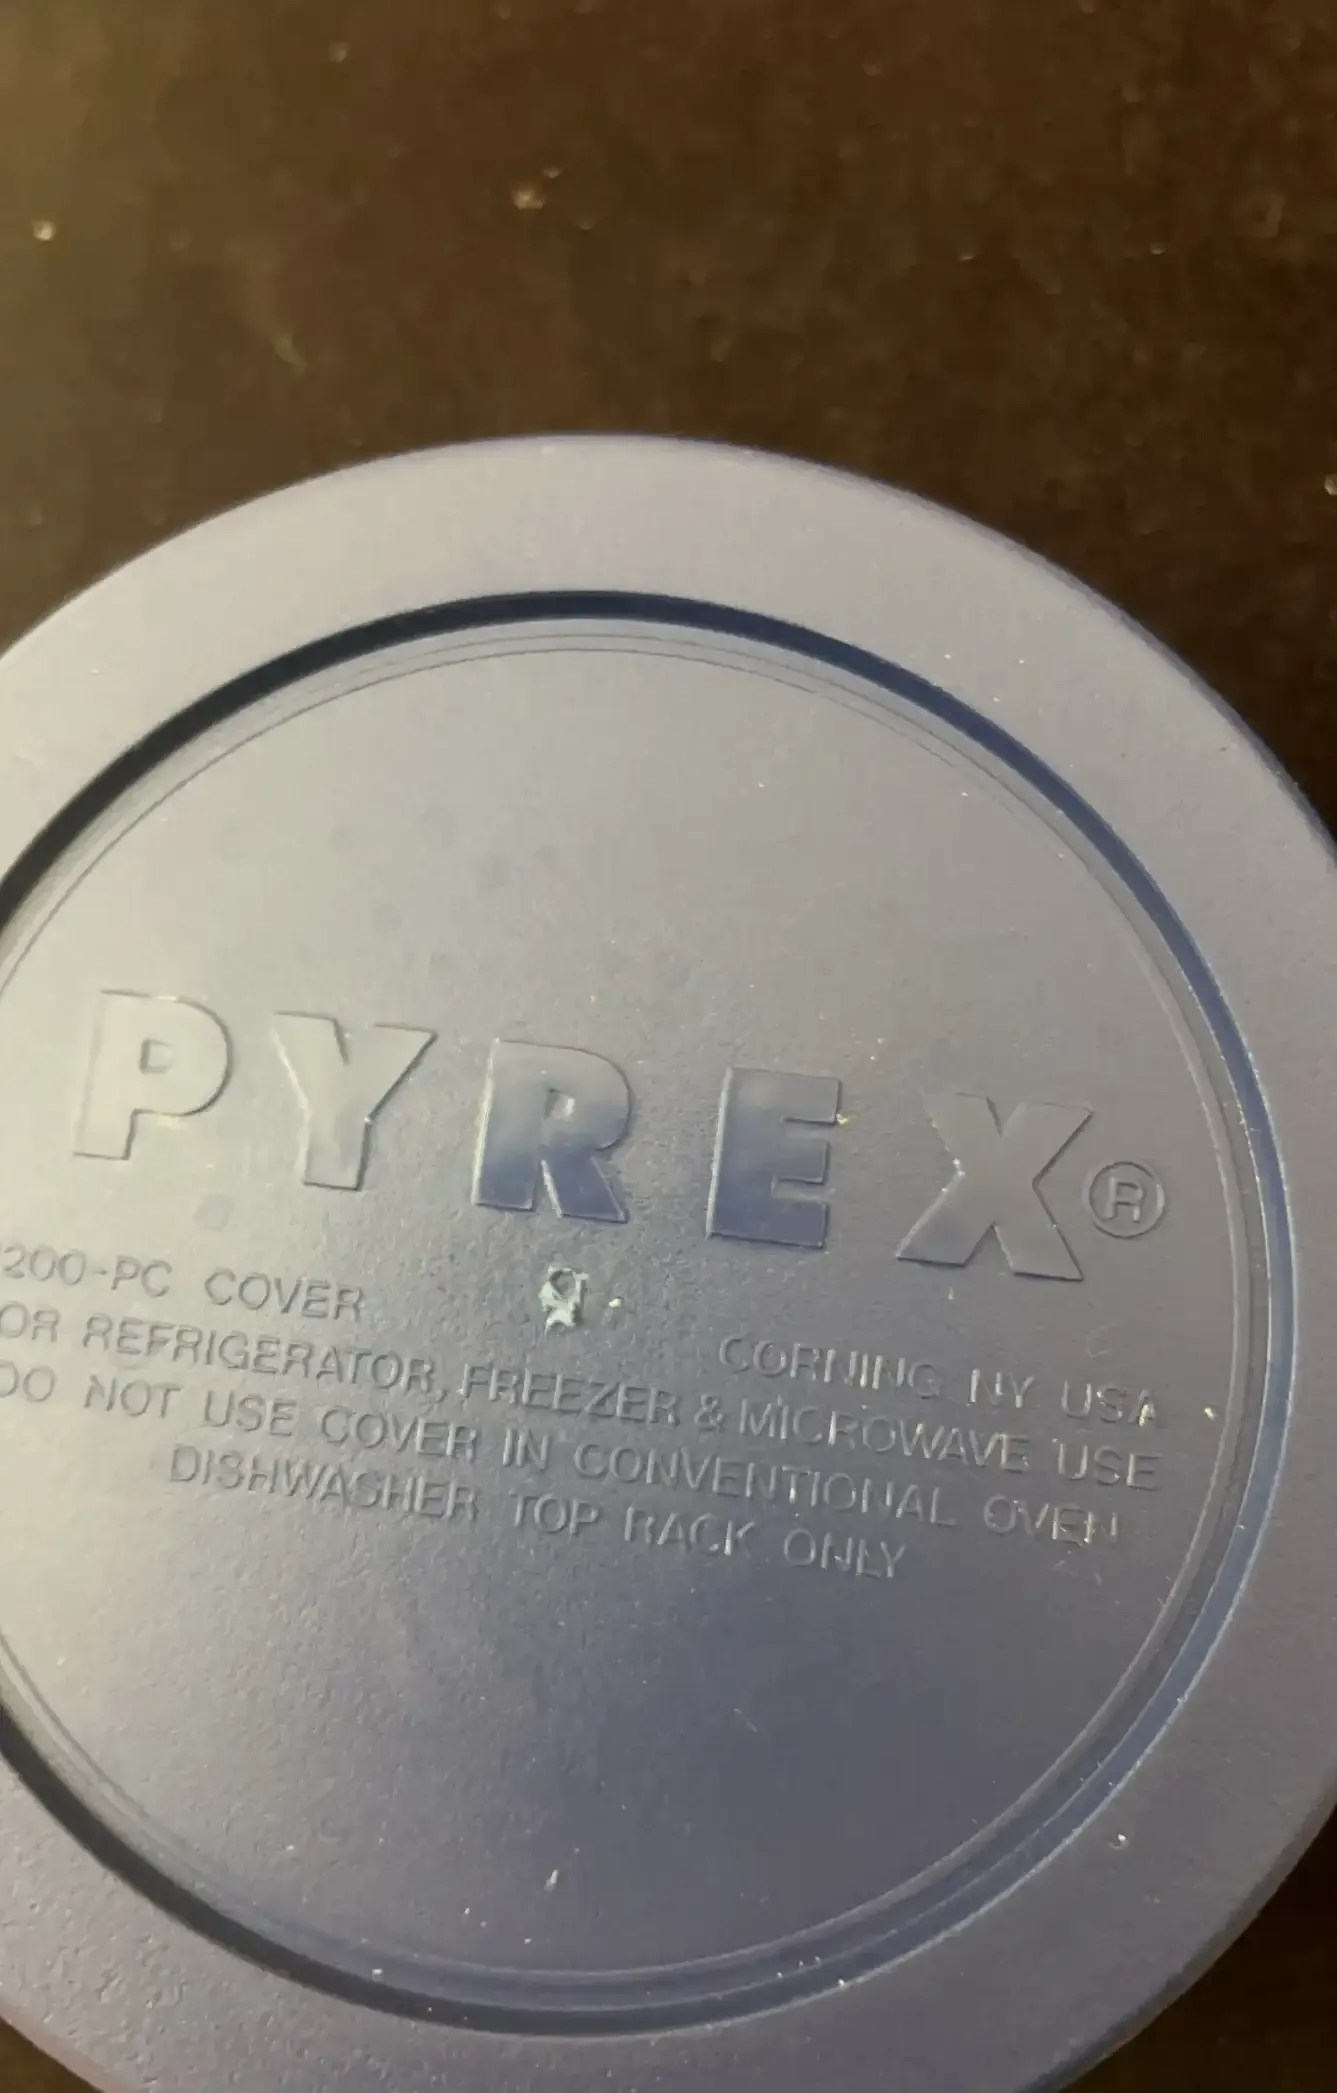 PYREX®
200-PC COVER
CORNING NY USA
OR REFRIGERATOR, FREEZER & MICROWAVE USE
DO NOT USE COVER IN CONVENTIONAL OVEN
DISHWASHER TOP RACK ONLY